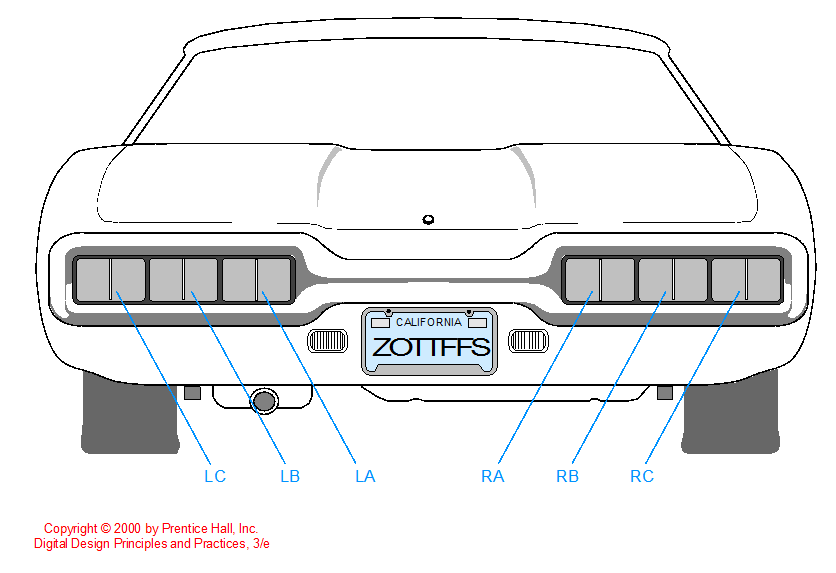 CALIFORNIA
ZOTTFFS
LC LB LA RA RB RC
Copyright © 2000 by Prentice Hall, Inc.
Digital Design Principles and Practices, 3/e